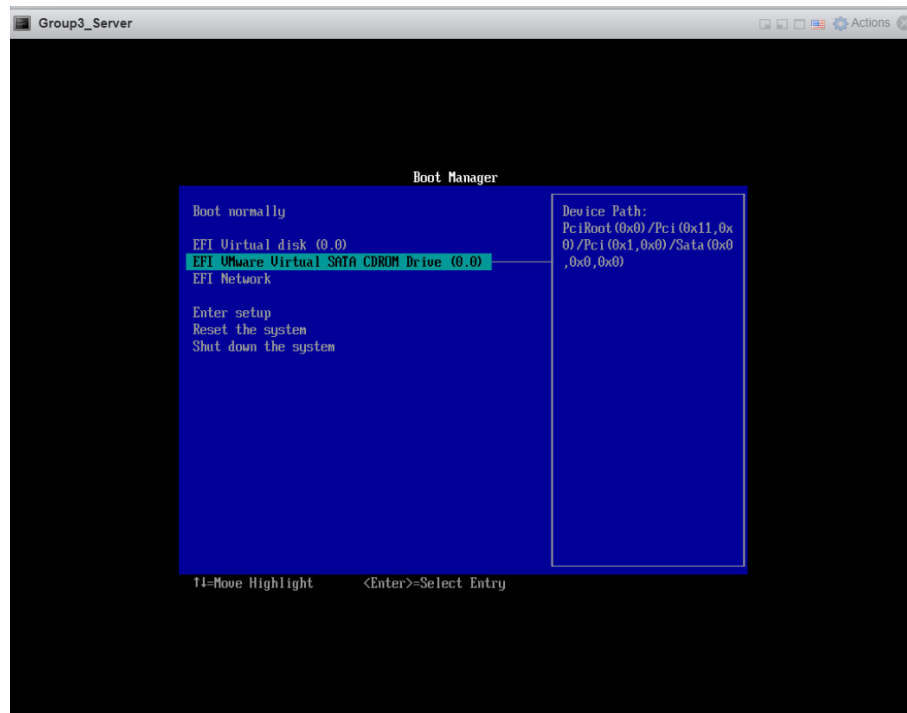 Group3_Server
Actions
Boot Manager
Boot normally
EFI Virtual disk (0.0)
EFI VMware Virtual SATA CDROM Drive (0.0)
EFI Network
Enter setup
Reset the system
Shut down the system
Device Path:
PciRoot(0x0)/Pci(0x11,0x
0)/Pci(0x1,0x0)/Sata(0x0
,0x0,0x0)
↑↓=Move Highlight <Enter>=Select Entry